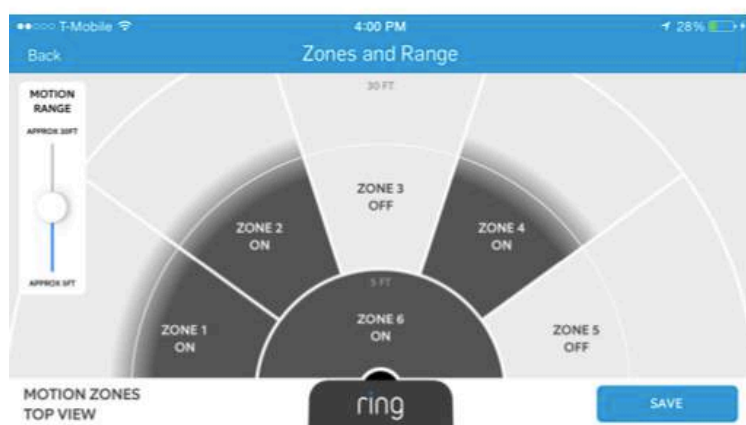 T-Mobile
4:00 PM
28%
Back
Zones and Range
MOTION
RANGE
APPROX 30FT
APPROX 5FT
30 FT
ZONE 3
OFF
ZONE 2
ON
ZONE 4
ON
5 FT
ZONE 1
ON
ZONE 6
ON
ZONE 5
OFF
MOTION ZONES
TOP VIEW
ring
SAVE